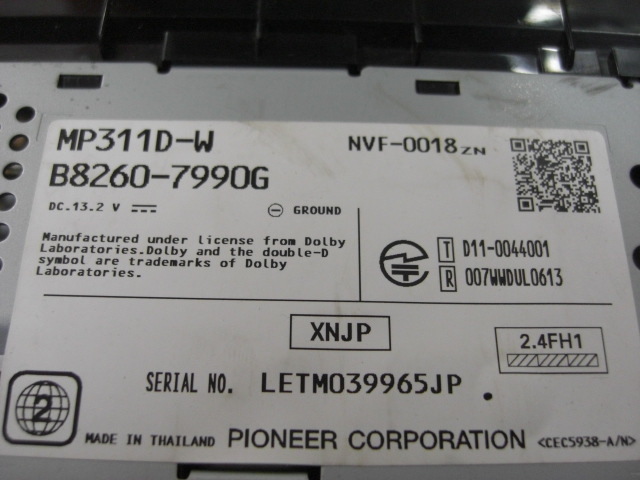 MP311D-W
NVF-0018ZN
B8260-7990G
DC.13.2 V
GROUND
Manufactured under license from Dolby
Laboratories.Dolby and the double-D
symbol are trademarks of Dolby
Laboratories.
T D11-0044001
R 007WWDUL0613
XNJP
2.4FH1
SERIAL NO. LETM039965JP
2
MADE IN THAILAND PIONEER CORPORATION <CEC5938-A/N>